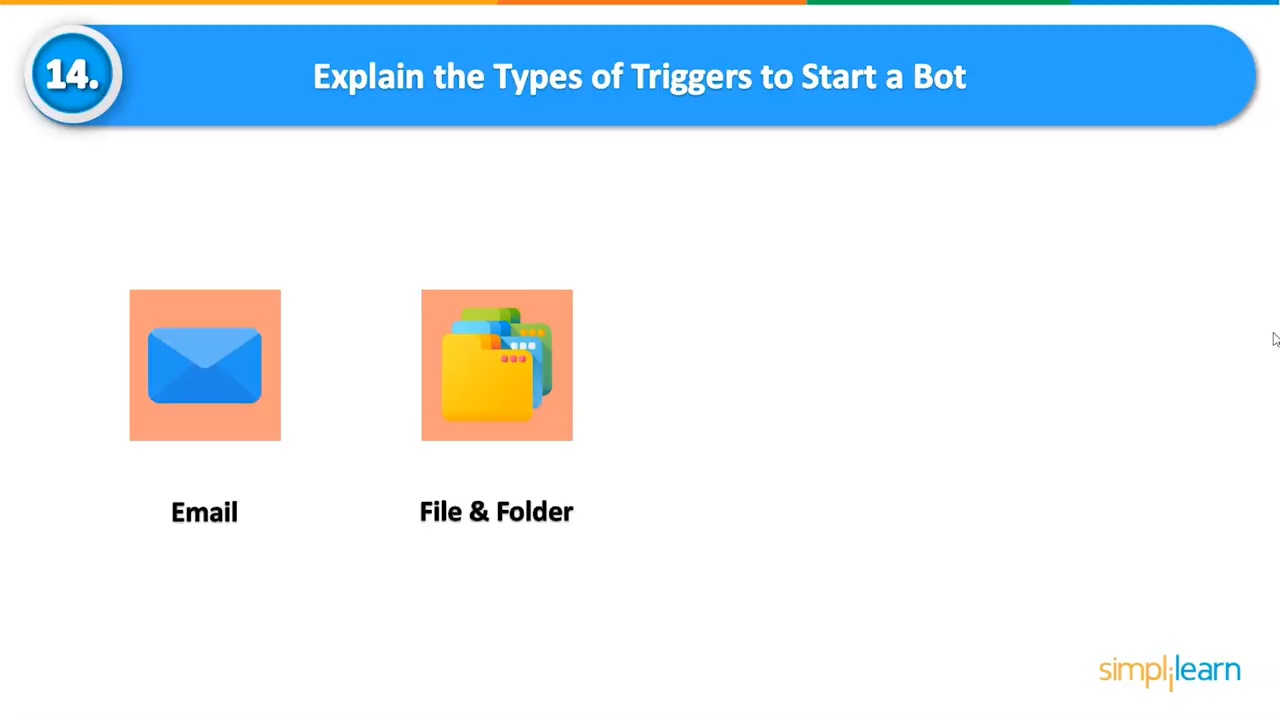 14.
Explain the Types of Triggers to Start a Bot
Email
File & Folder
simplilearn